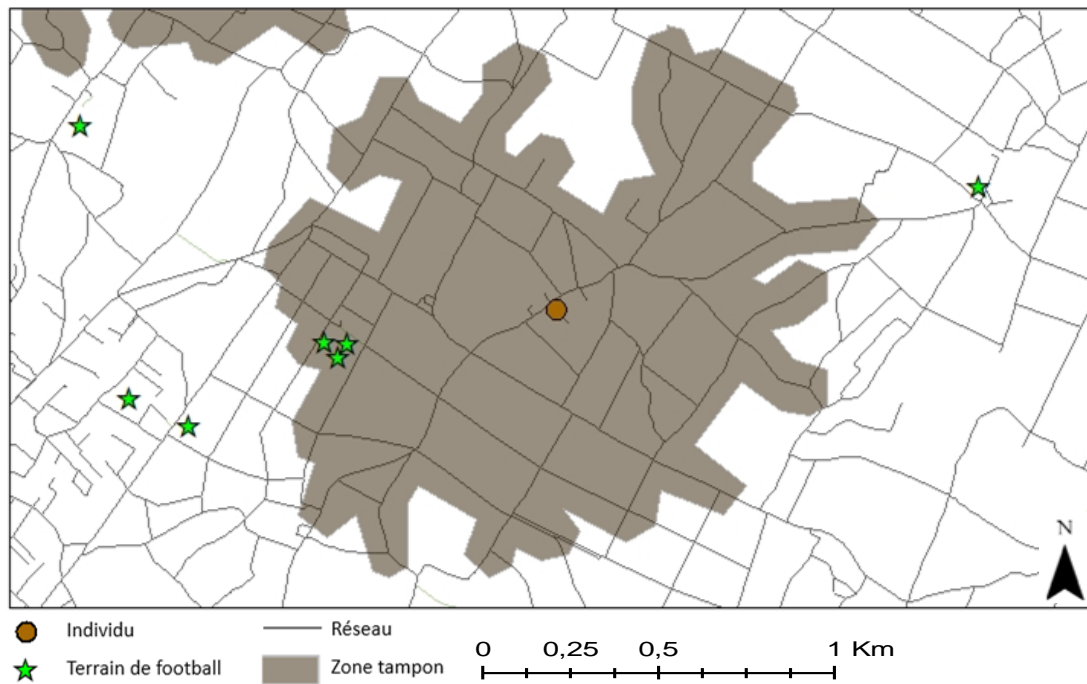 N
Individu
Réseau
Terrain de football
Zone tampon
0 0,25 0,5 1 Km